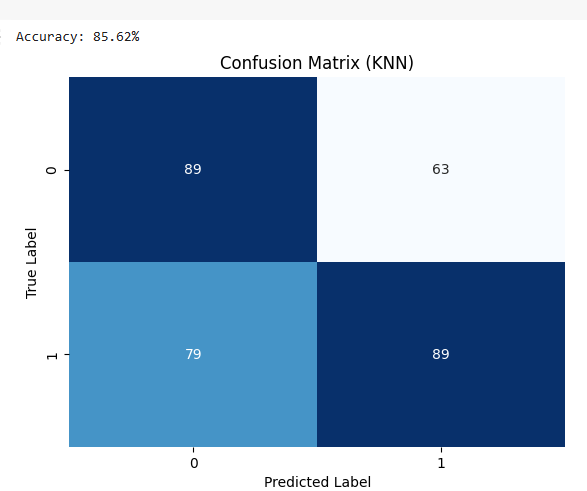 Accuracy: 85.62%
Confusion Matrix (KNN)
0
89
63
True Label
1
79
89
0
1
Predicted Label